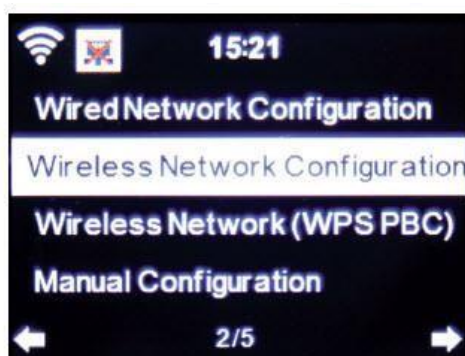 15:21
Wired Network Configuration
Wireless Network Configuration
Wireless Network (WPS PBC)
Manual Configuration
2/5